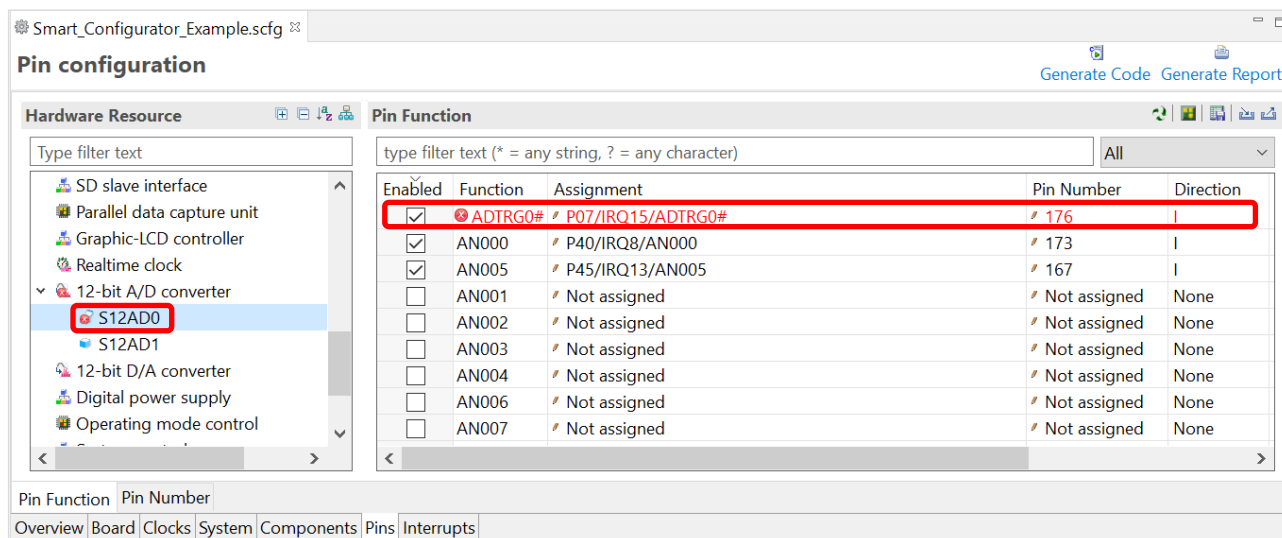 Smart_Configurator_Example.scfg
Pin configuration
Generate Code Generate Report
Hardware Resource
Type filter text
SD slave interface
Parallel data capture unit
Graphic-LCD controller
Realtime clock
12-bit A/D converter
S12AD0
S12AD1
12-bit D/A converter
Digital power supply
Operating mode control
Pin Function
type filter text (* = any string, ? = any character) All
Enabled Function Assignment Pin Number Direction
ADTRG0# P07/IRQ15/ADTRG0# 176 I
AN000 P40/IRQ8/AN000 173 I
AN005 P45/IRQ13/AN005 167 I
AN001 Not assigned Not assigned None
AN002 Not assigned Not assigned None
AN003 Not assigned Not assigned None
AN004 Not assigned Not assigned None
AN006 Not assigned Not assigned None
AN007 Not assigned Not assigned None
Pin Function Pin Number
Overview Board Clocks System Components Pins Interrupts